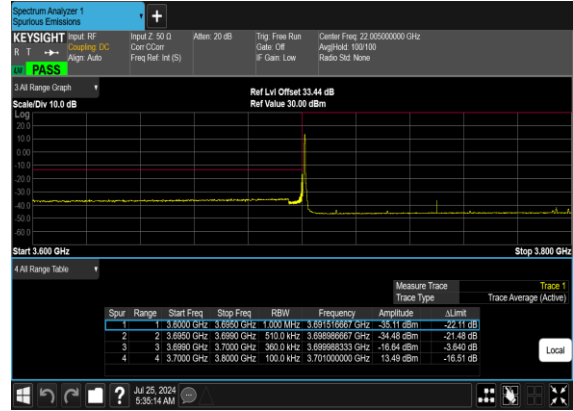 Spectrum Analyzer 1
Spurious Emissions
KEYSIGHT Input: RF Input Z: 50 Ω Atten: 20 dB Trig: Free Run Center Freq: 22.005000000 GHz
R T Coupling: DC Corr CCorr Gate: Off Avg|Hold: 100/100
Align: Auto Freq Ref: Int (S) IF Gain: Low Radio Std: None
PASS
3 All Range Graph
Ref Lvl Offset 33.44 dB
Scale/Div 10.0 dB Ref Value 30.00 dBm
Log
20.0
10.0
0.00
-10.0
-20.0
-30.0
-40.0
-50.0
-60.0
Start 3.600 GHz Stop 3.800 GHz
4 All Range Table
Measure Trace Trace 1
Trace Type Trace Average (Active)
Spur Range Start Freq Stop Freq RBW Frequency Amplitude ΔLimit
1 1 3.6000 GHz 3.6950 GHz 1.000 MHz 3.691516667 GHz -35.11 dBm -22.11 dB
2 2 3.6950 GHz 3.6990 GHz 510.0 kHz 3.698986667 GHz -34.48 dBm -21.48 dB
3 3 3.6990 GHz 3.7000 GHz 360.0 kHz 3.699988333 GHz -16.64 dBm -3.640 dB
4 4 3.7000 GHz 3.8000 GHz 100.0 kHz 3.701000000 GHz 13.49 dBm -16.51 dB
Local
? Jul 25, 2024
5:35:14 AM